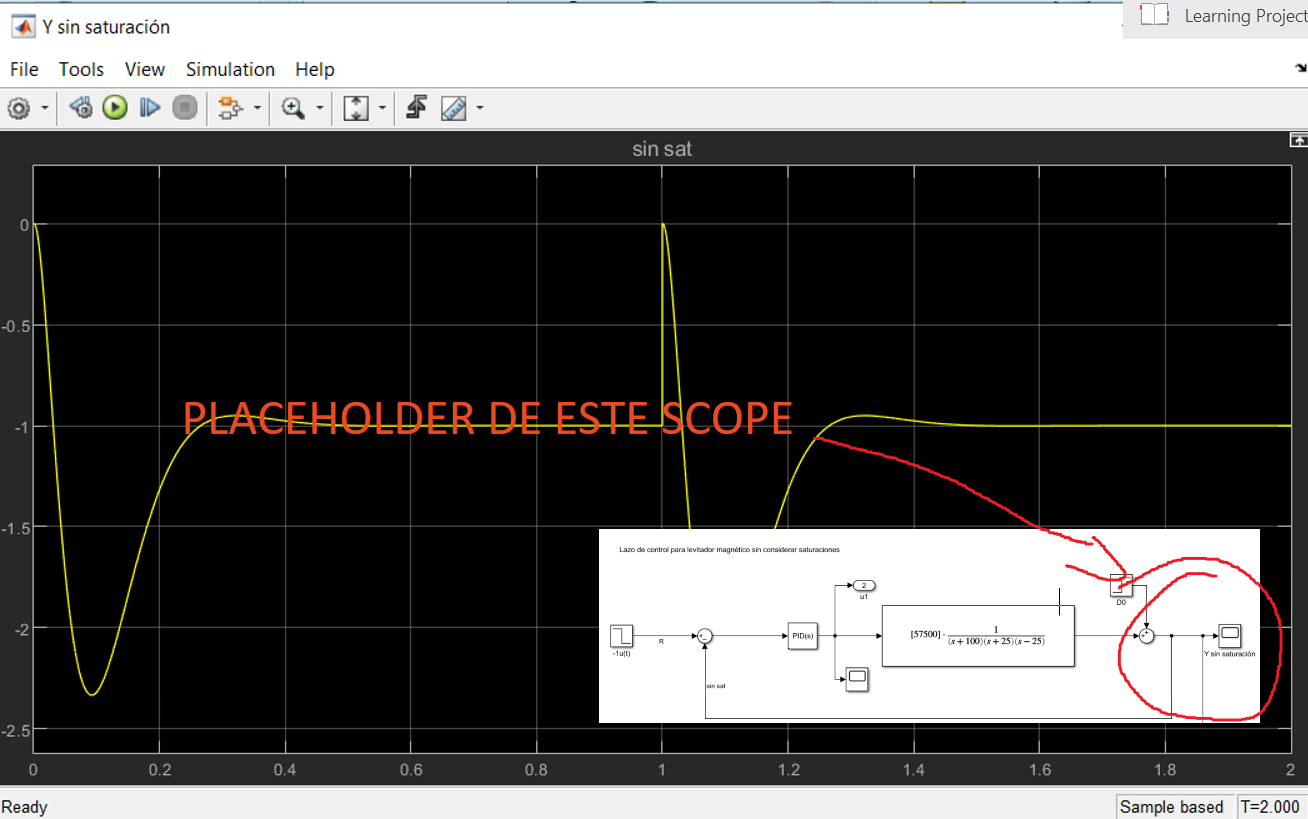 Y sin saturación
Learning Project
File Tools View Simulation Help
sin sat
0
-0.5
-1
-1.5
-2
-2.5
PLACEHOLDER DE ESTE SCOPE
Lazo de control para levitador magnético sin considerar saturaciones
2
u1
D0
-1u(t)
R
+
-
PID(s)
[57500] · 1 / (s + 100)(s + 25)(s − 25)
+
+
Y sin saturación
sin sat
0 0.2 0.4 0.6 0.8 1 1.2 1.4 1.6 1.8 2
Ready
Sample based T=2.000